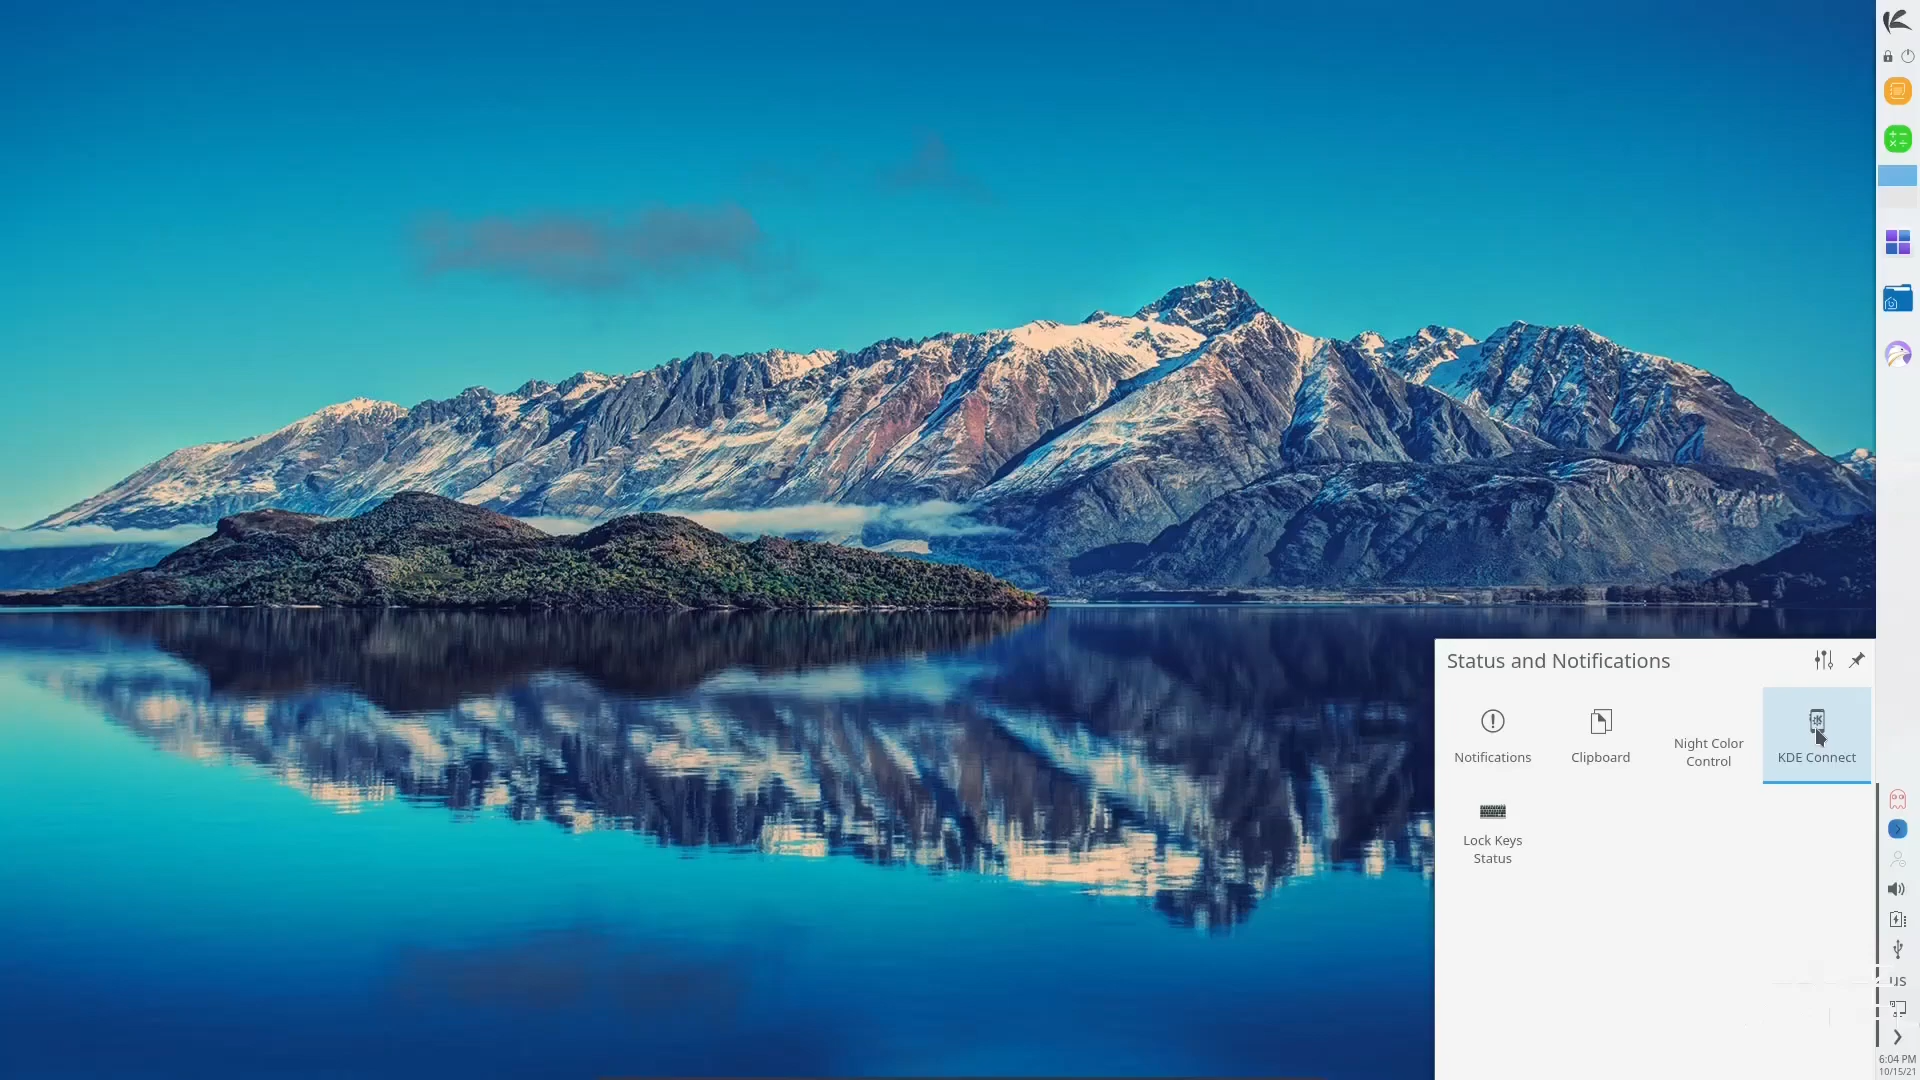 Status and Notifications
Notifications
Clipboard
Night Color
Control
KDE Connect
Lock Keys
Status
us
6:04 PM
10/15/21